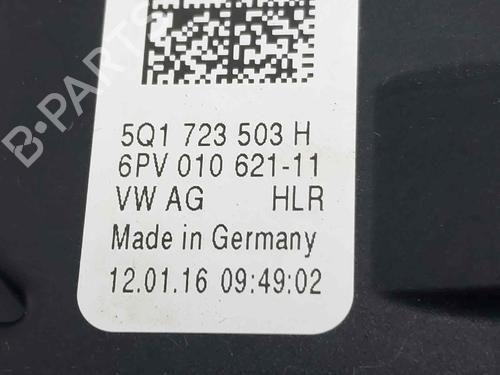 B-PARTS
5Q1 723 503 H
6PV 010 621-11
VW AG HLR
Made in Germany
12.01.16 09:49:02